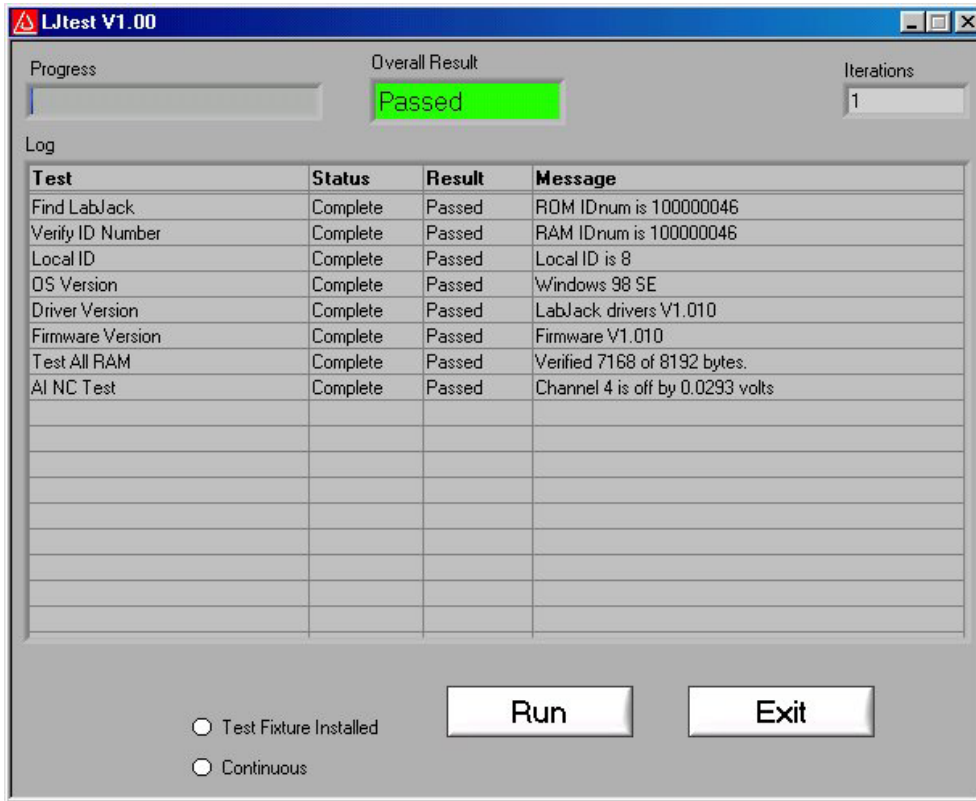 LJtest V1.00
Progress
Overall Result
Iterations
Passed
1
Log
Test Status Result Message
Find LabJack Complete Passed ROM IDnum is 100000046
Verify ID Number Complete Passed RAM IDnum is 100000046
Local ID Complete Passed Local ID is 8
OS Version Complete Passed Windows 98 SE
Driver Version Complete Passed LabJack drivers V1.010
Firmware Version Complete Passed Firmware V1.010
Test All RAM Complete Passed Verified 7168 of 8192 bytes.
AI NC Test Complete Passed Channel 4 is off by 0.0293 volts
Run
Exit
Test Fixture Installed
Continuous